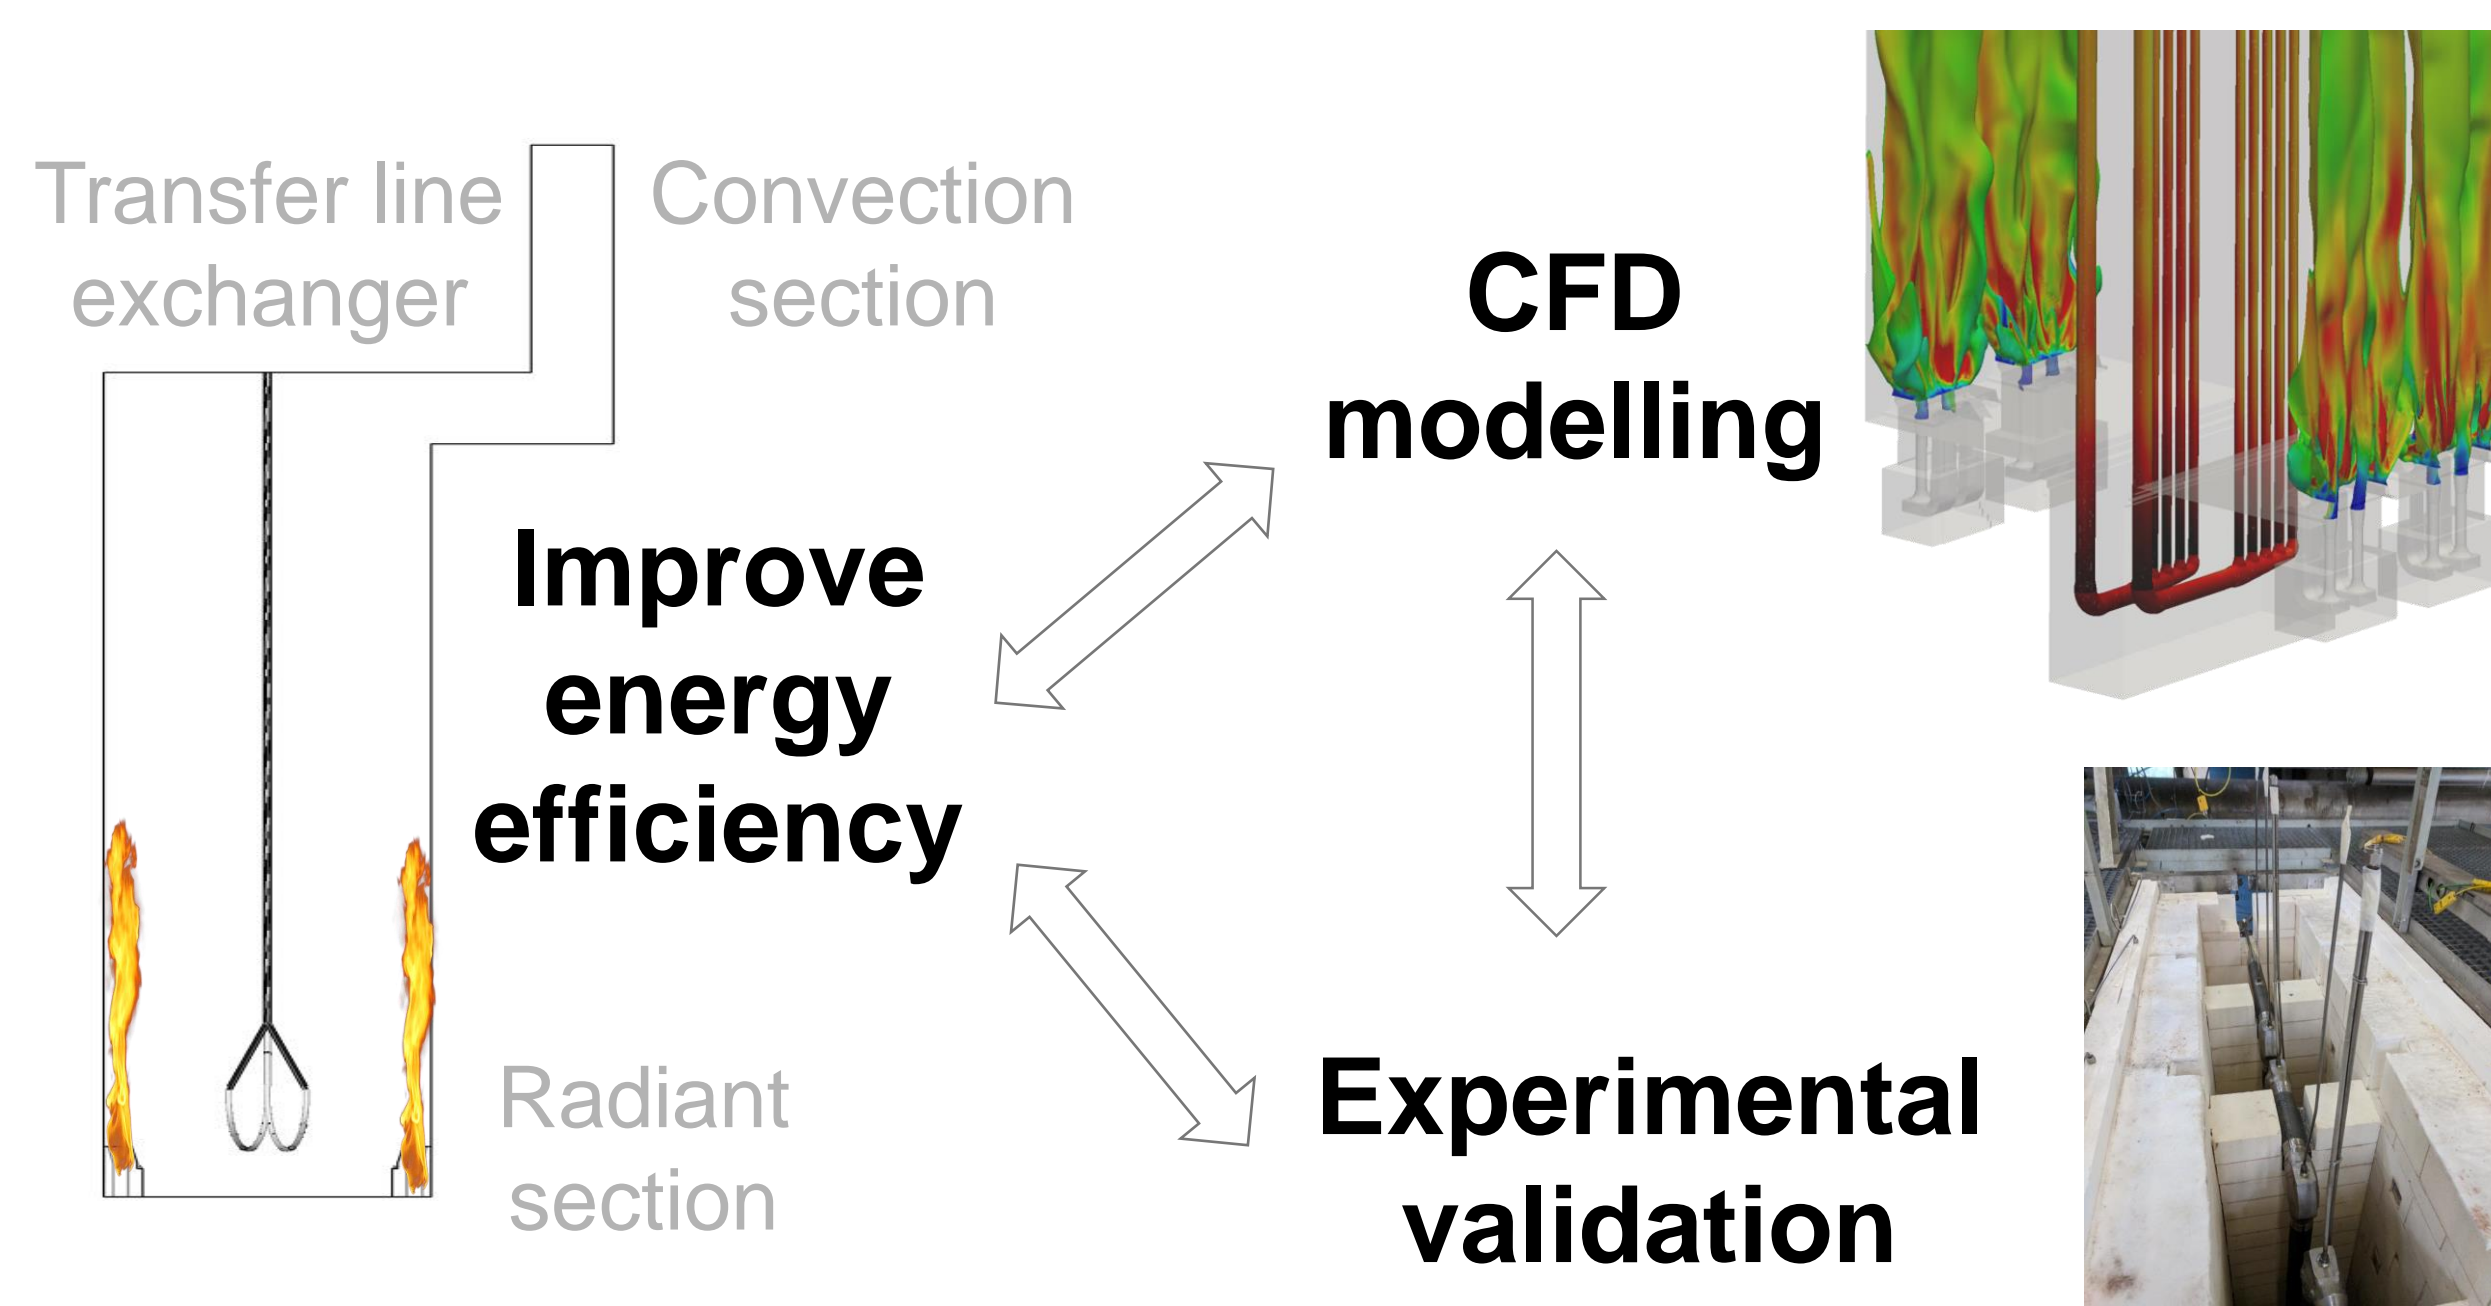 Transfer line
exchanger
Convection
section
CFD
modelling
Improve
energy
efficiency
Radiant
section
Experimental
validation